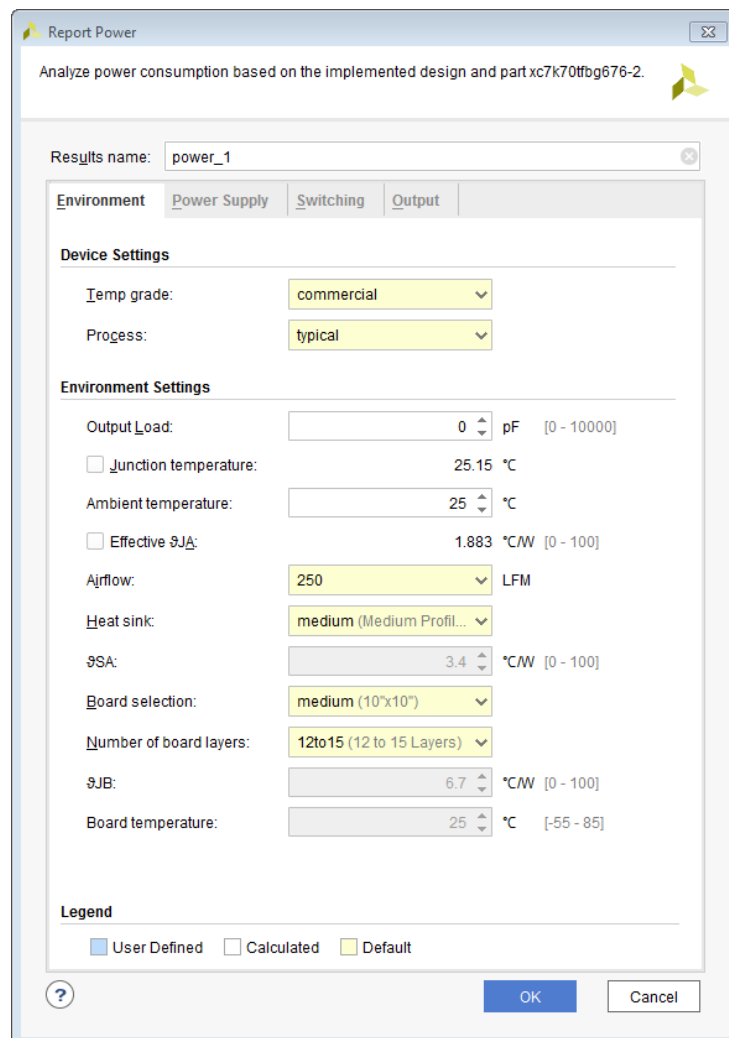 Report Power
Analyze power consumption based on the implemented design and part xc7k70tfbg676-2.
Results name: power_1
Environment Power Supply Switching Output
Device Settings
Temp grade: commercial
Process: typical
Environment Settings
Output Load: 0 pF [0 - 10000]
Junction temperature: 25.15 °C
Ambient temperature: 25 °C
Effective ϑJA: 1.883 °C/W [0 - 100]
Airflow: 250 LFM
Heat sink: medium (Medium Profil...
ϑSA: 3.4 °C/W [0 - 100]
Board selection: medium (10"x10")
Number of board layers: 12to15 (12 to 15 Layers)
ϑJB: 6.7 °C/W [0 - 100]
Board temperature: 25 °C [-55 - 85]
Legend
User Defined Calculated Default
? OK Cancel